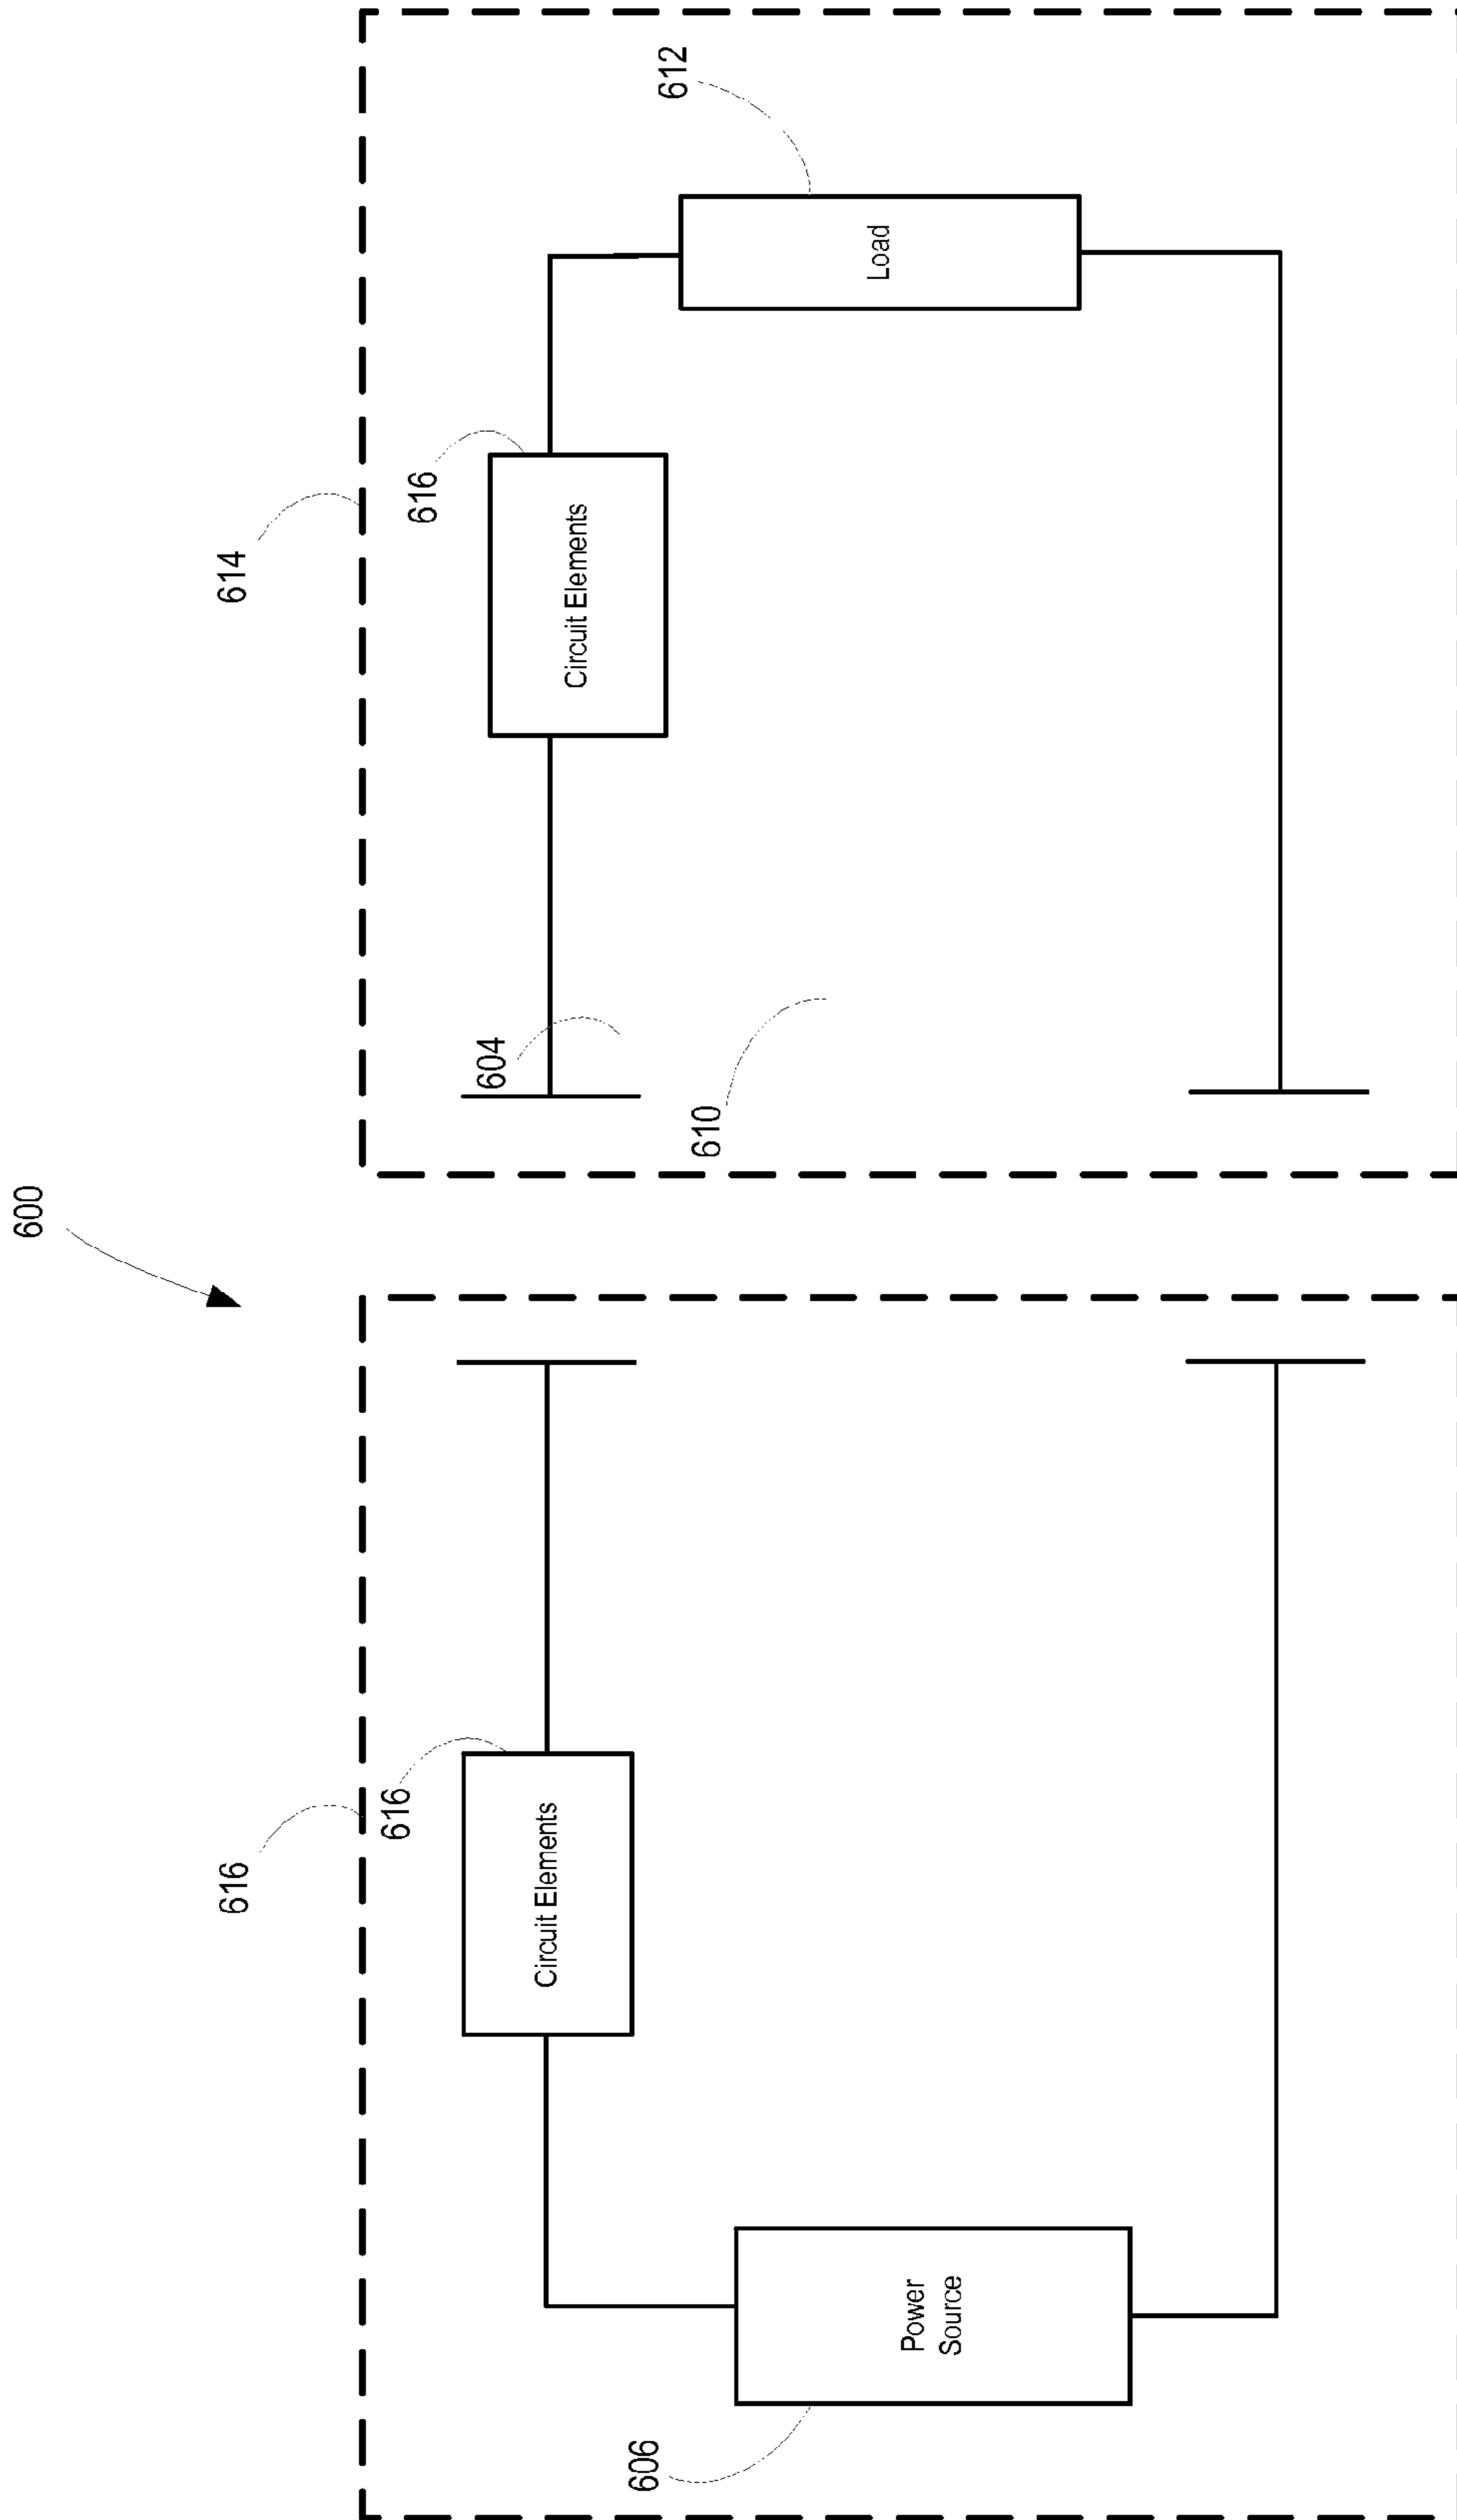 600
616
614
616
616
604
Circuit Elements
Circuit Elements
606
612
610
Load
Power
Source